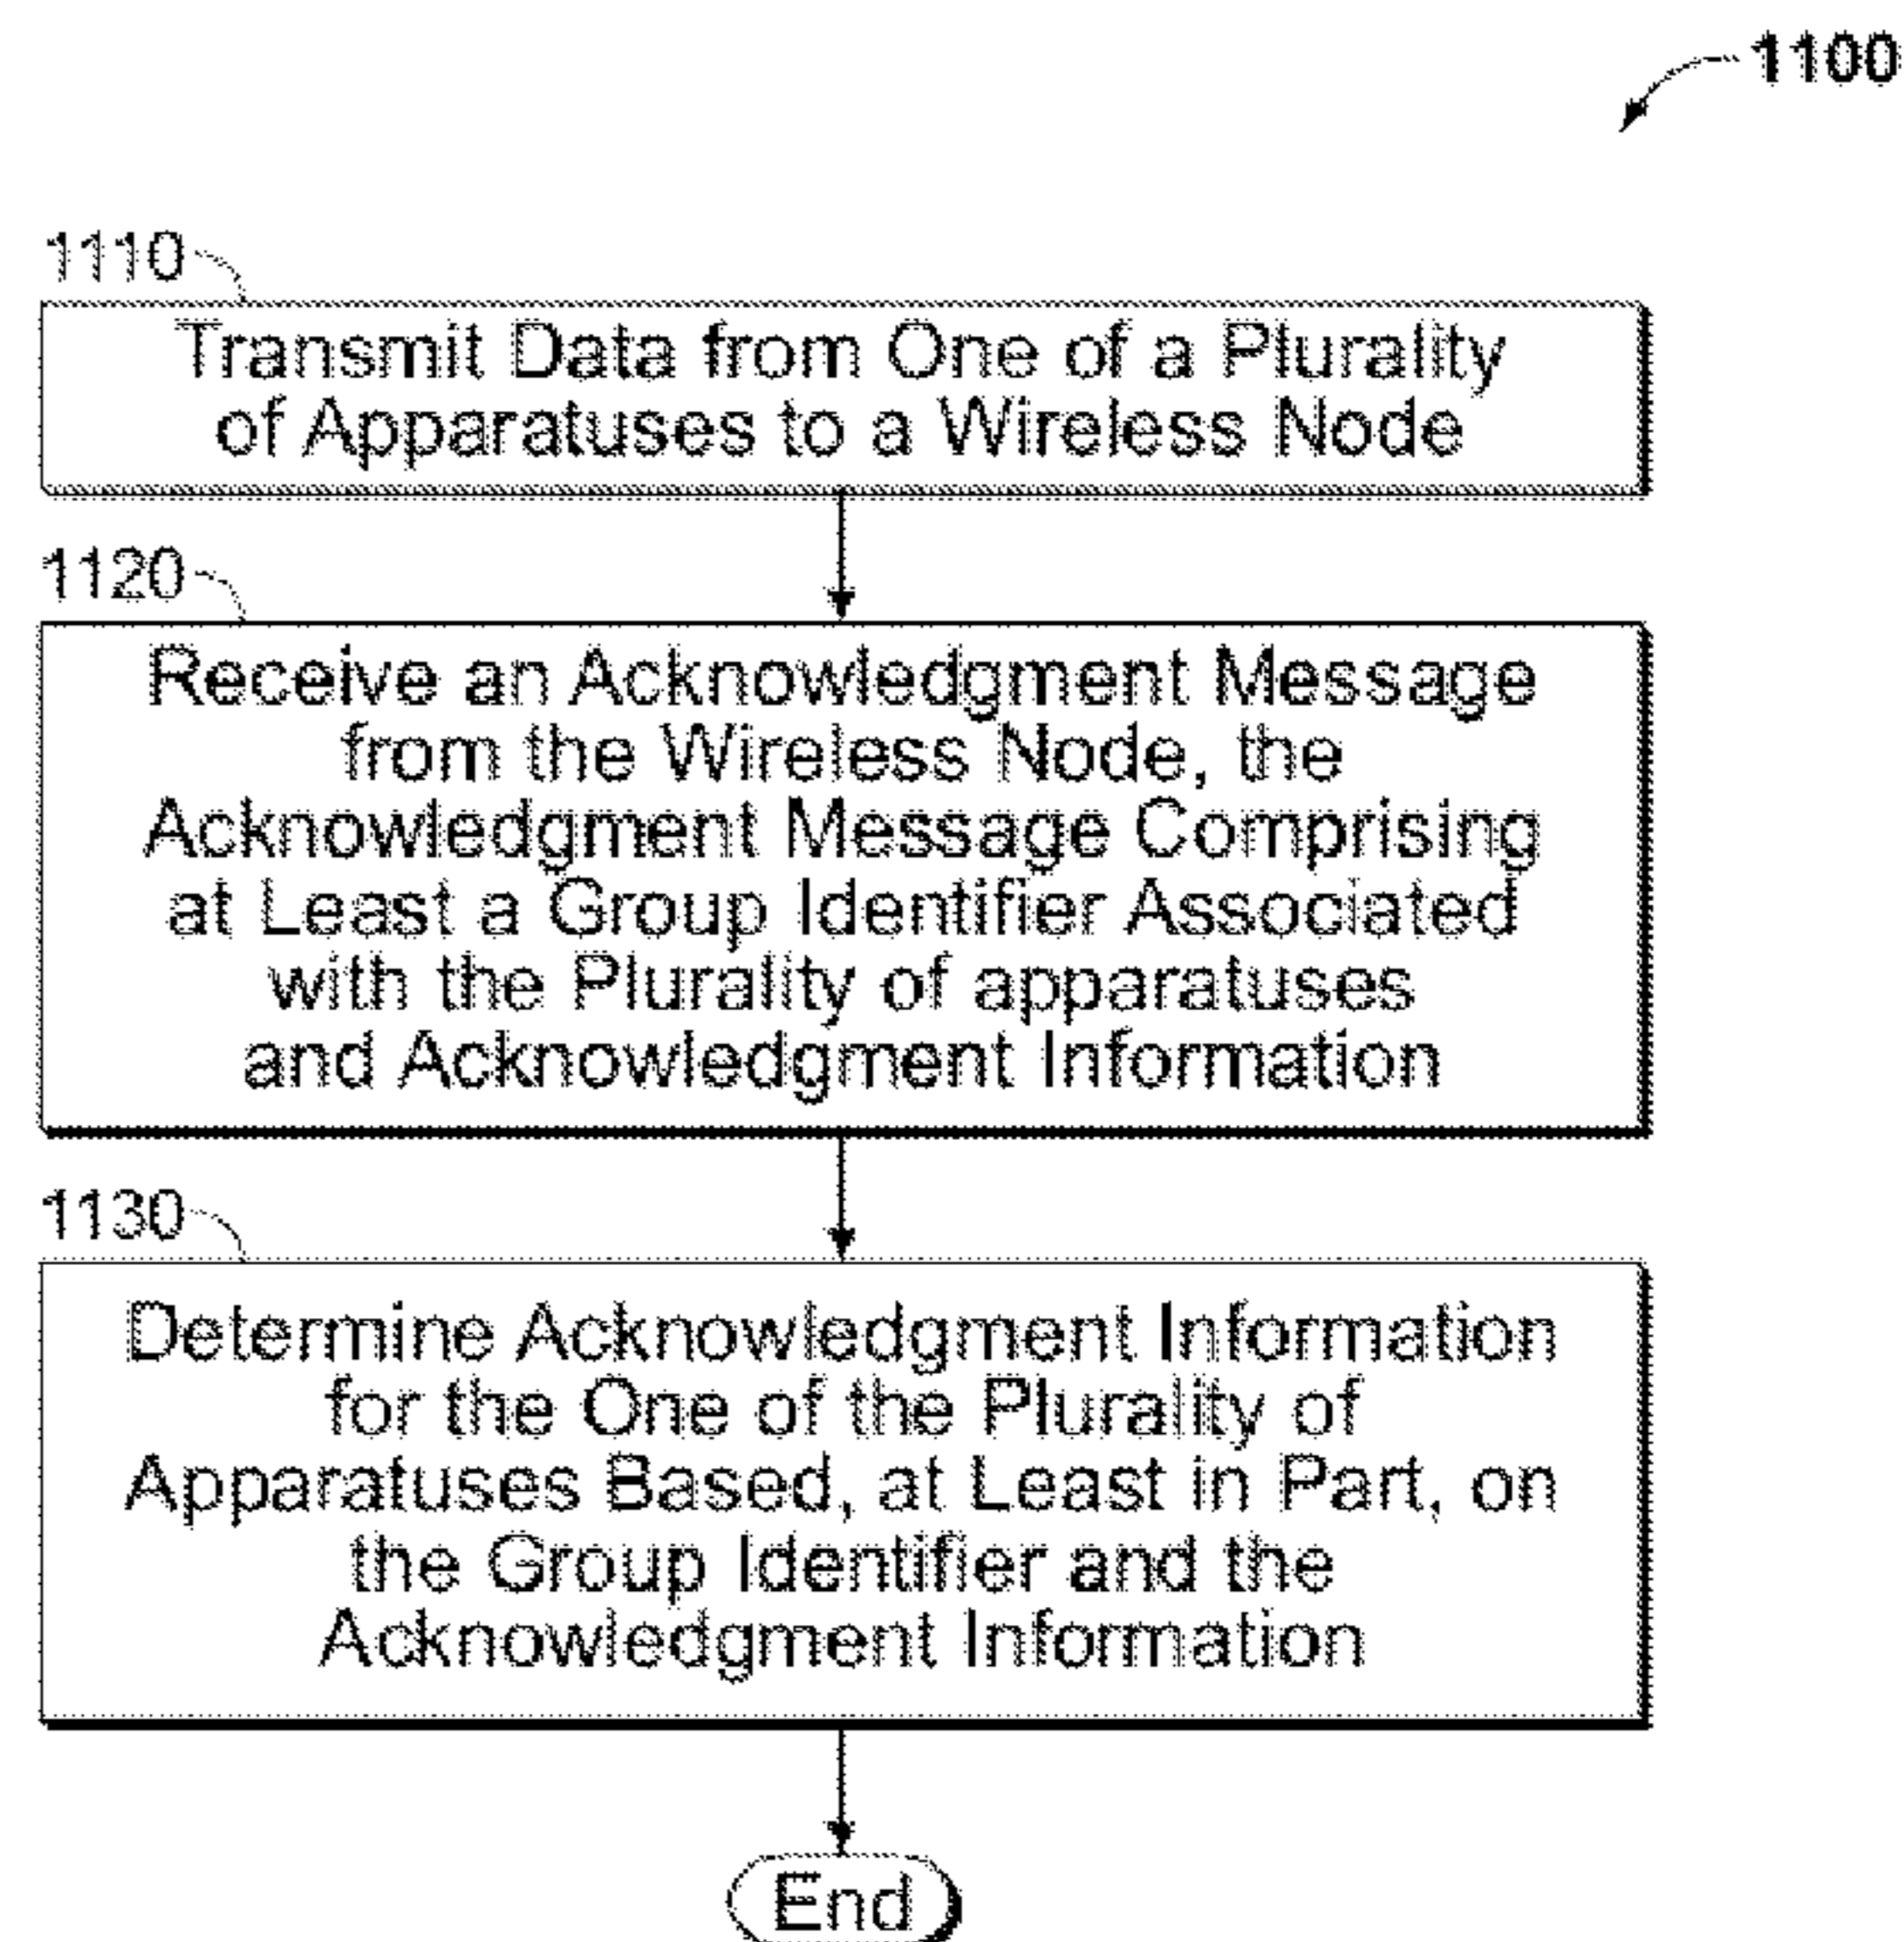 1100
1110
Transmit Data from One of a Plurality
of Apparatuses to a Wireless Node
1120
Receive an Acknowledgment Message
from the Wireless Node, the
Acknowledgment Message Comprising
at Least a Group Identifier Associated
with the Plurality of apparatuses
and Acknowledgment Information
1130
Determine Acknowledgment Information
for the One of the Plurality of
Apparatuses Based, at Least in Part, on
the Group Identifier and the
Acknowledgment Information
End